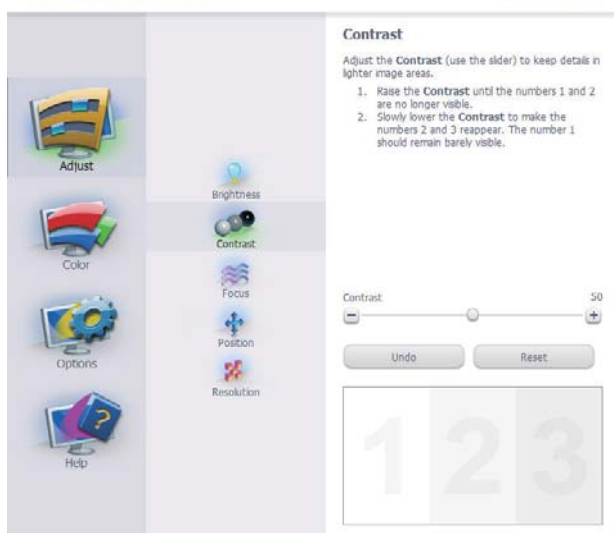 Adjust
Color
Options
Help
Brightness
Contrast
Focus
Position
Resolution
Contrast
Adjust the Contrast (use the slider) to keep details in
lighter image areas.
1. Raise the Contrast until the numbers 1 and 2
are no longer visible.
2. Slowly lower the Contrast to make the
numbers 2 and 3 reappear. The number 1
should remain barely visible.
Contrast 50
Undo Reset
1 2 3